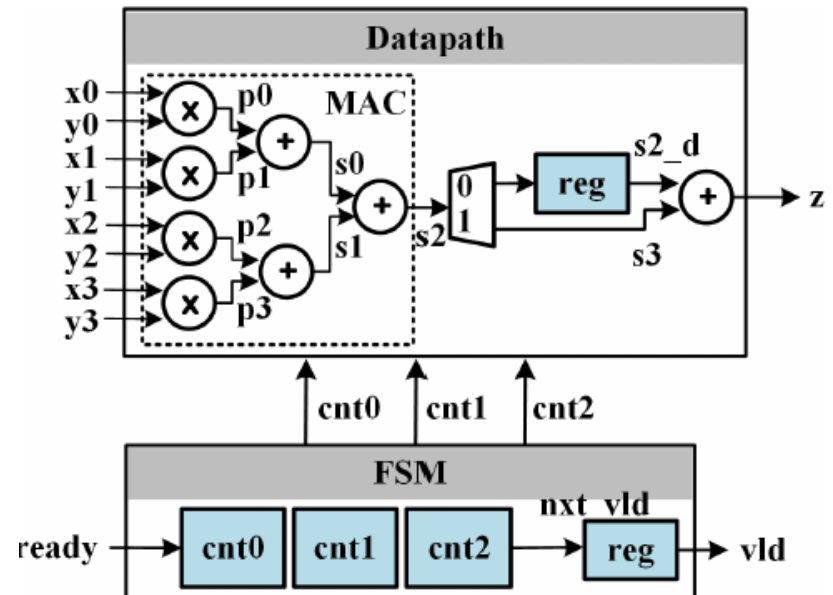 Datapath
MAC
x0
y0
x1
y1
x2
y2
x3
y3
x
x
x
x
p0
p1
p2
p3
+
+
s0
s1
+
s2
0
1
reg
s2_d
s3
+
z
cnt0
cnt1
cnt2
FSM
ready
cnt0
cnt1
cnt2
nxt_vld
reg
vld